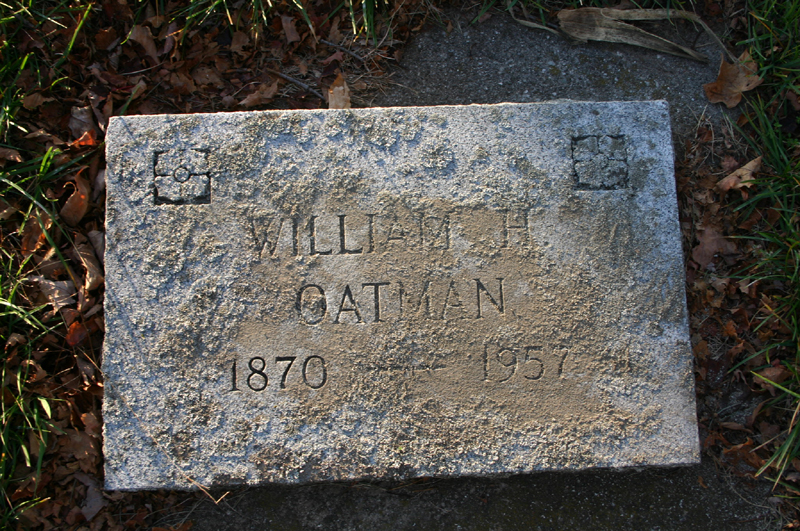 WILLIAM H.
OATMAN
1870 — 1957